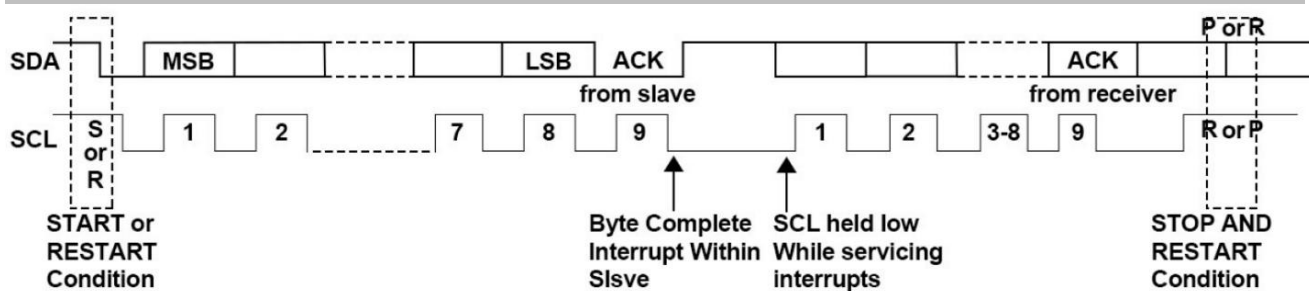 P or R
SDA MSB LSB ACK ACK
from slave from receiver
SCL S or R 1 2 7 8 9 1 2 3-8 9 R or P
START or
RESTART
Condition
Byte Complete
Interrupt Within
Slsve
SCL held low
While servicing
interrupts
STOP AND
RESTART
Condition